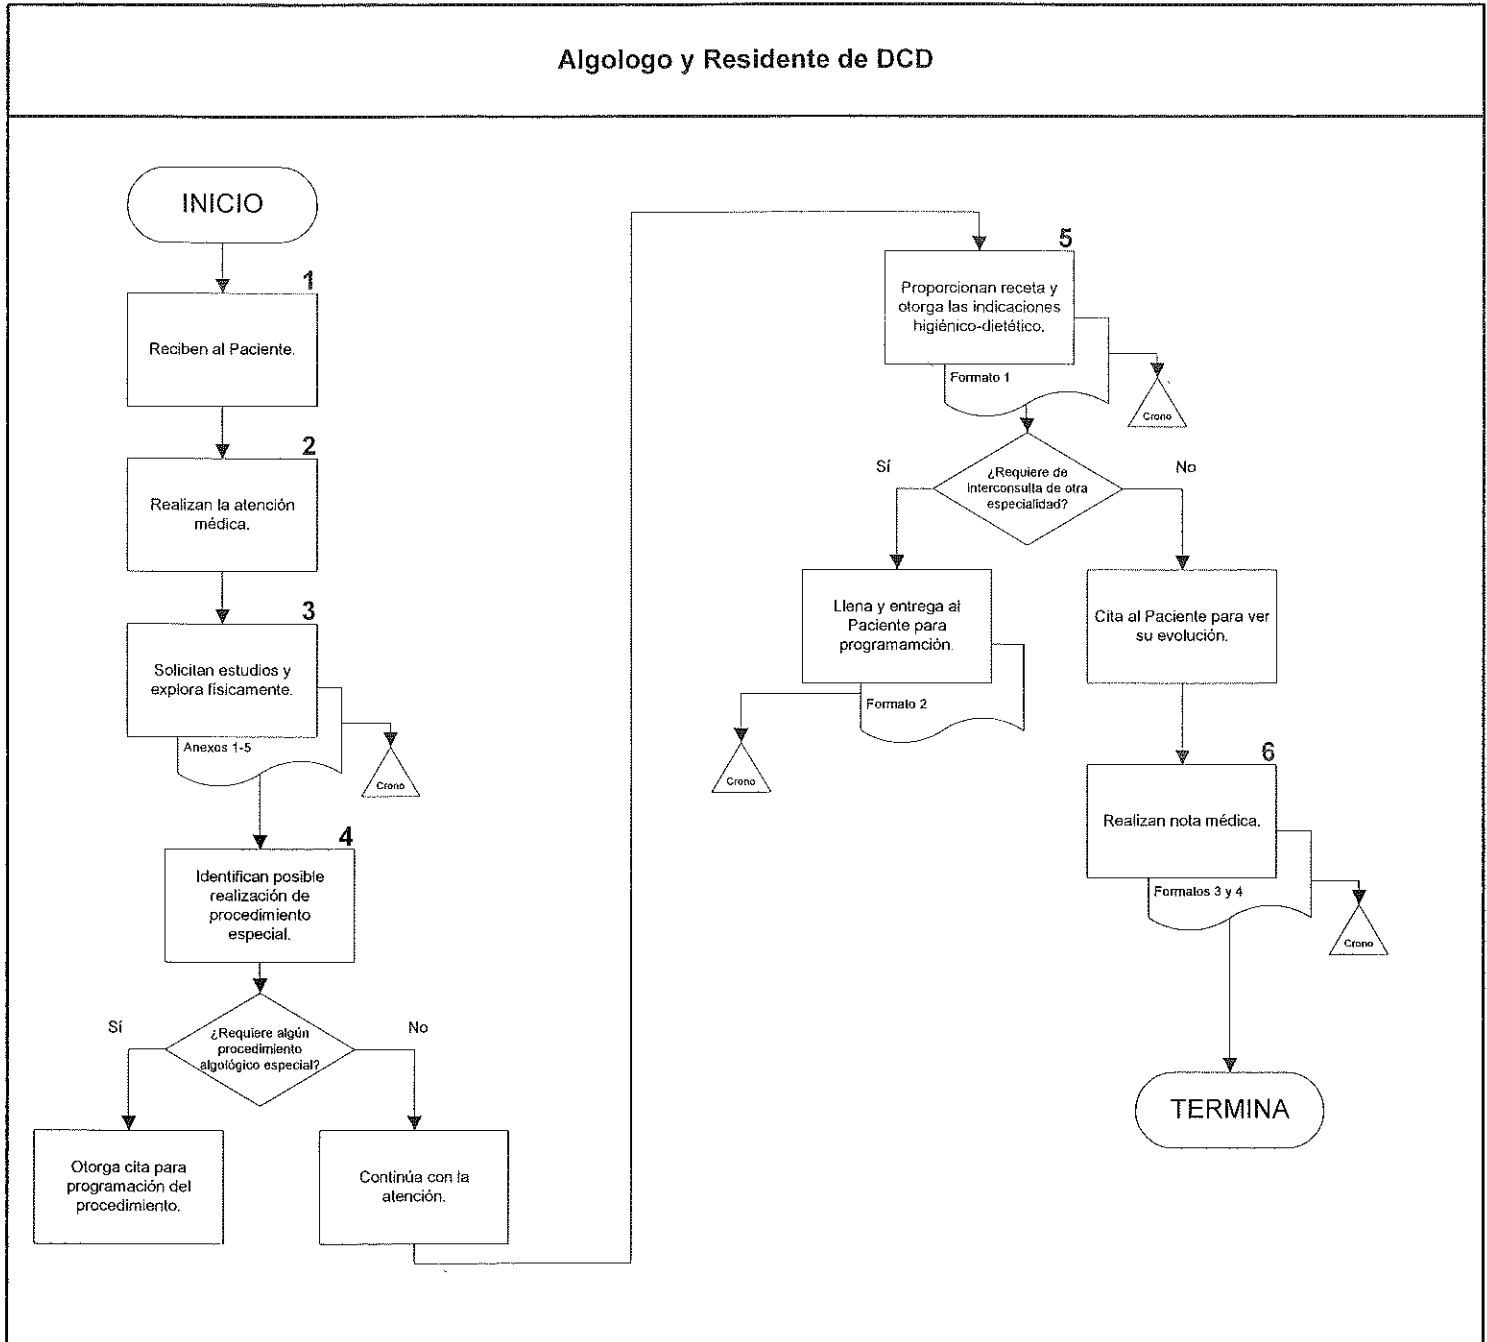 Algologo y Residente de DCD
INICIO
1
Reciben al Paciente.
2
Realizan la atención
médica.
3
Solicitan estudios y
explora físicamente.
Anexos 1-5
Crono
4
Identifican posible
realización de
procedimiento
especial.
¿Requiere algún
procedimiento
algológico especial?
Sí
No
Otorga cita para
programación del
procedimiento.
Continúa con la
atención.
5
Proporcionan receta y
otorga las indicaciones
higiénico-dietético.
Formato 1
Crono
¿Requiere de
Interconsulta de otra
especialidad?
Sí
No
Llena y entrega al
Paciente para
programamción.
Formato 2
Crono
Cita al Paciente para ver
su evolución.
6
Realizan nota médica.
Formatos 3 y 4
Crono
TERMINA